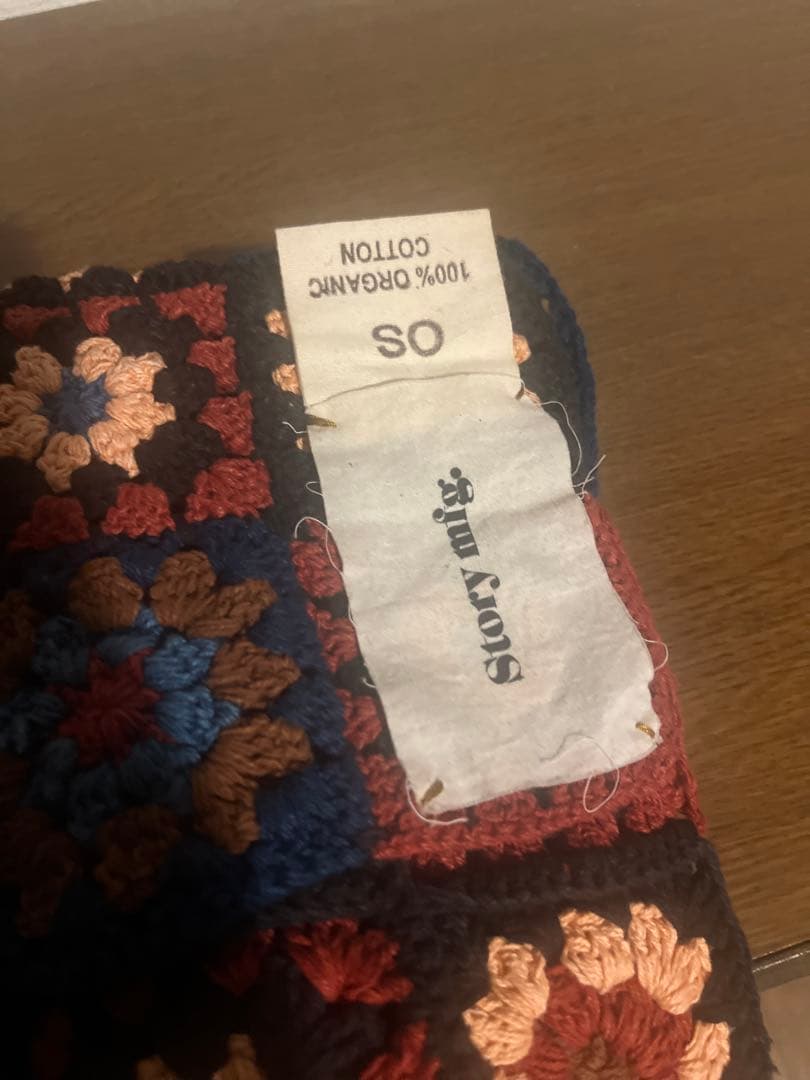 Story mfg.
OS
100% ORGANIC
COTTON